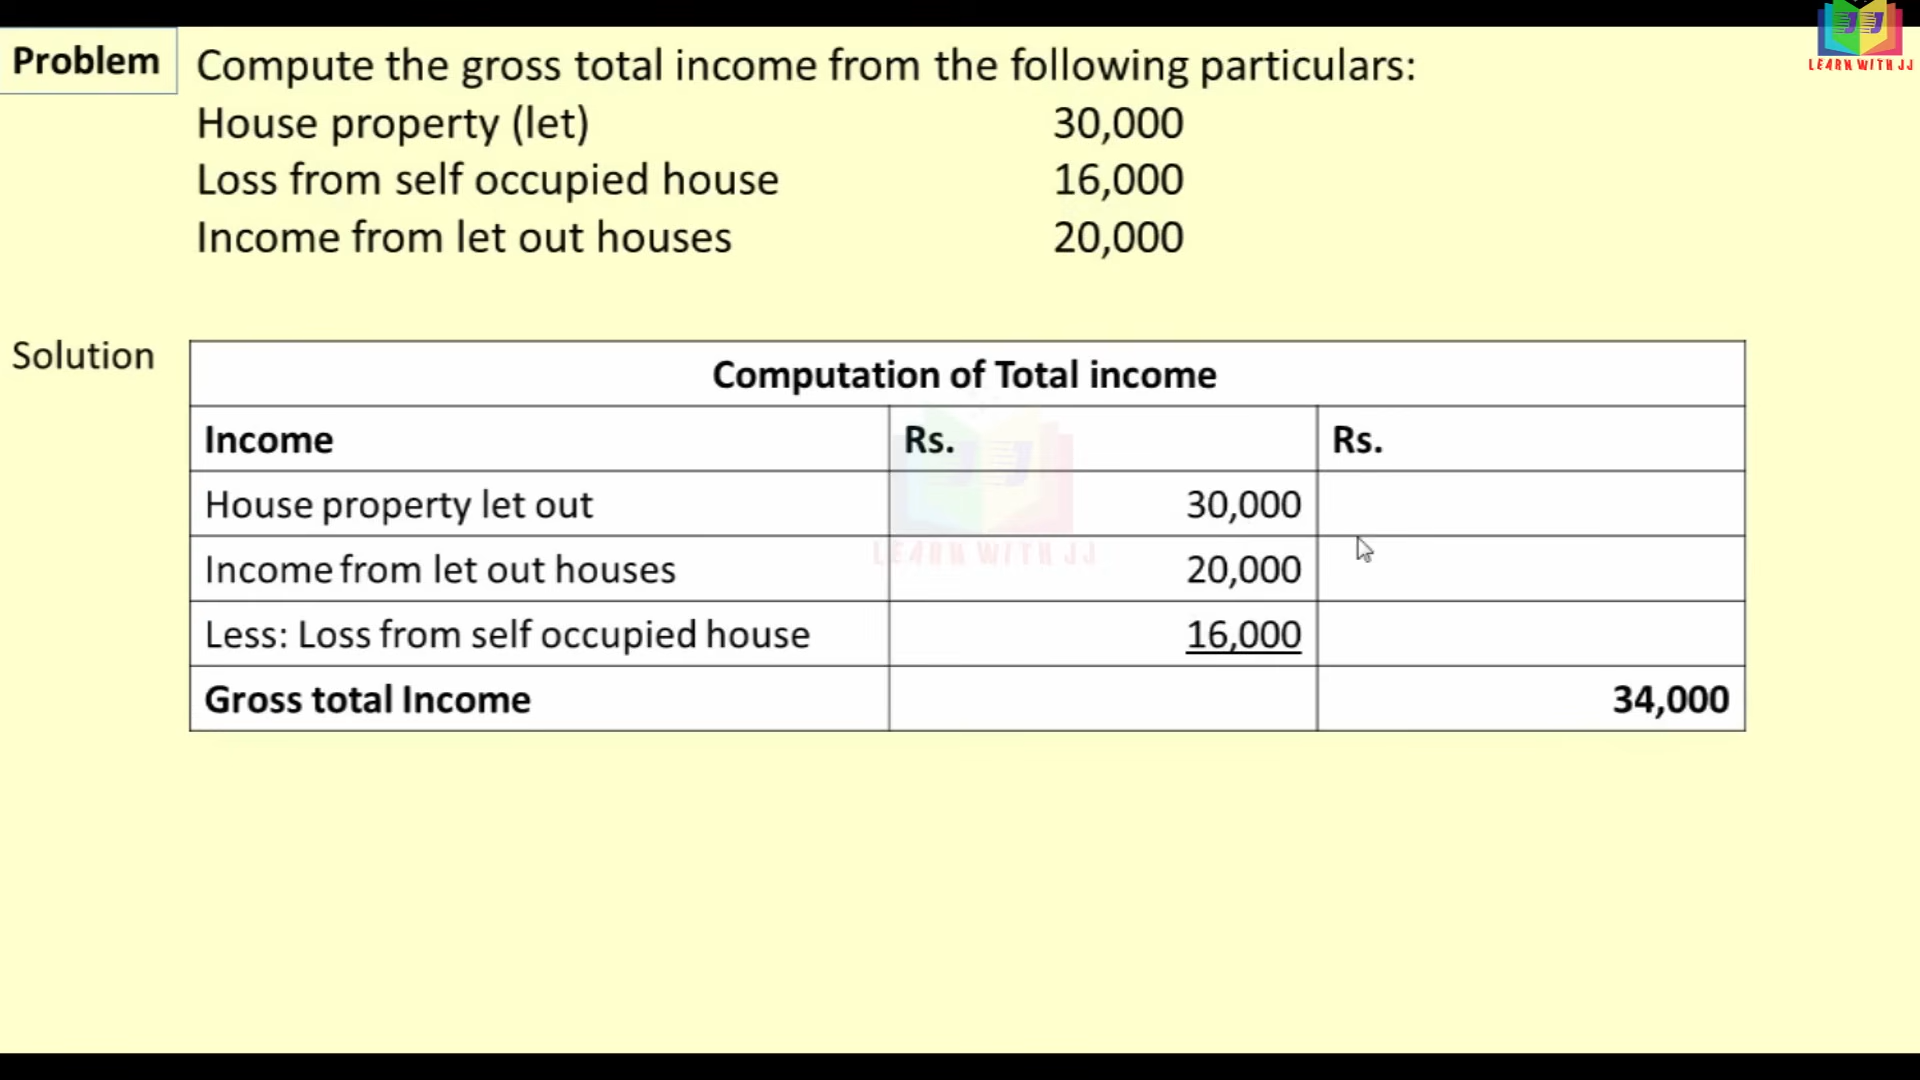 LEARN WITH JJ
Problem Compute the gross total income from the following particulars:
House property (let) 30,000
Loss from self occupied house 16,000
Income from let out houses 20,000
Solution
Computation of Total income
Income Rs. Rs.
House property let out 30,000
Income from let out houses 20,000
LEARN WITH JJ
Less: Loss from self occupied house 16,000
Gross total Income 34,000